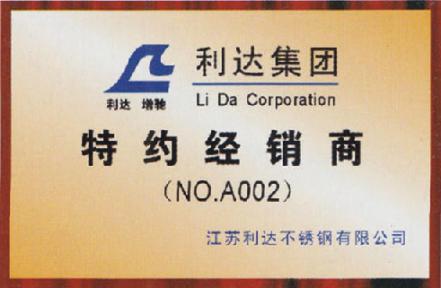 利达集团
利达 增驰
Li Da Corporation
特约经销商
(NO.A002)
江苏利达不锈钢有限公司